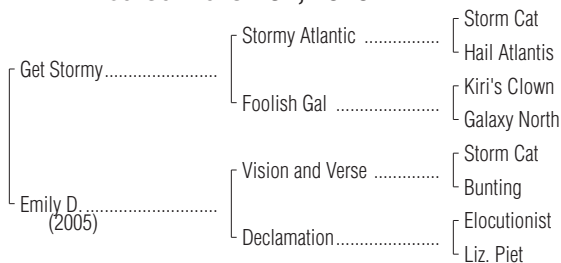 Storm Cat
Stormy Atlantic ................
Hail Atlantis
Get Stormy........................
Kiri's Clown
Foolish Gal ......................
Galaxy North
Storm Cat
Vision and Verse ..............
Bunting
Emily D.............................
(2005)
Elocutionist
Declamation......................
Liz. Piet